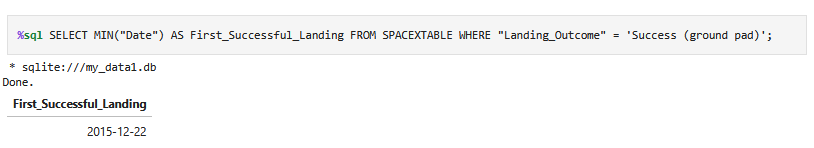 %sql SELECT MIN("Date") AS First_Successful_Landing FROM SPACEXTABLE WHERE "Landing_Outcome" = 'Success (ground pad)';
* sqlite:///my_data1.db
Done.
First_Successful_Landing
2015-12-22